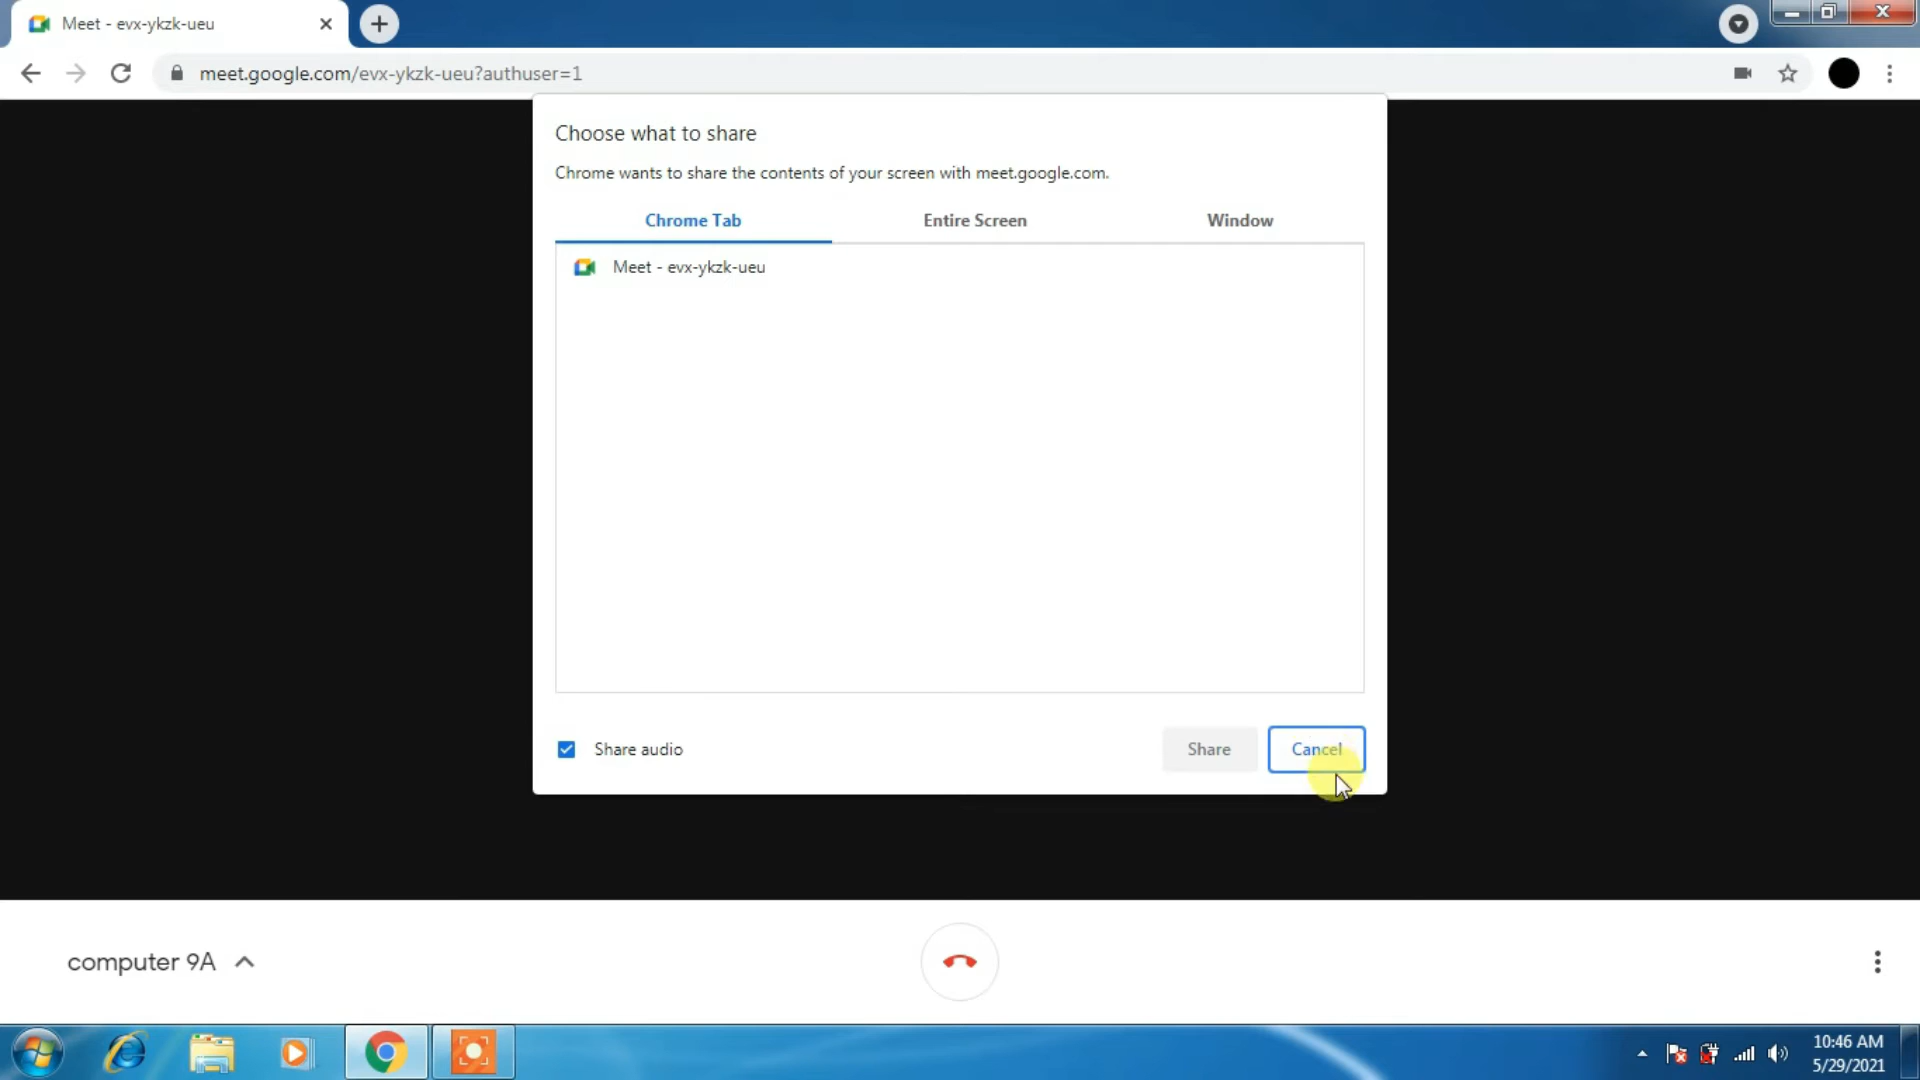 Meet - evx-ykzk-ueu
meet.google.com/evx-ykzk-ueu?authuser=1
Choose what to share
Chrome wants to share the contents of your screen with meet.google.com.
Chrome Tab Entire Screen Window
Meet - evx-ykzk-ueu
Share audio Share Cancel
computer 9A
10:46 AM
5/29/2021